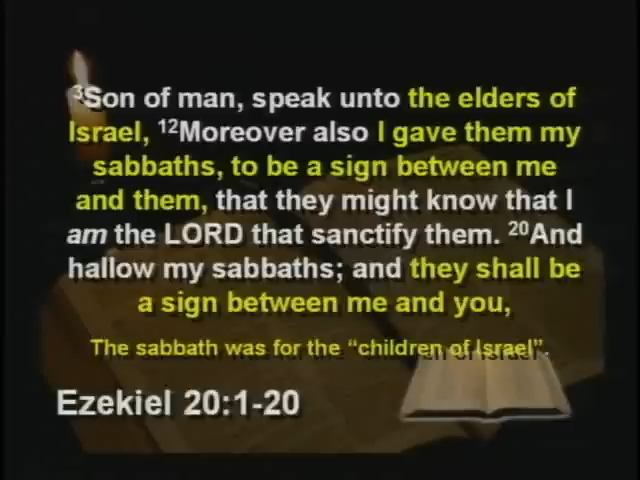 ³Son of man, speak unto the elders of
Israel, ¹²Moreover also I gave them my
sabbaths, to be a sign between me
and them, that they might know that I
am the LORD that sanctify them. ²⁰And
hallow my sabbaths; and they shall be
a sign between me and you,
The sabbath was for the “children of Israel”.
Ezekiel 20:1-20